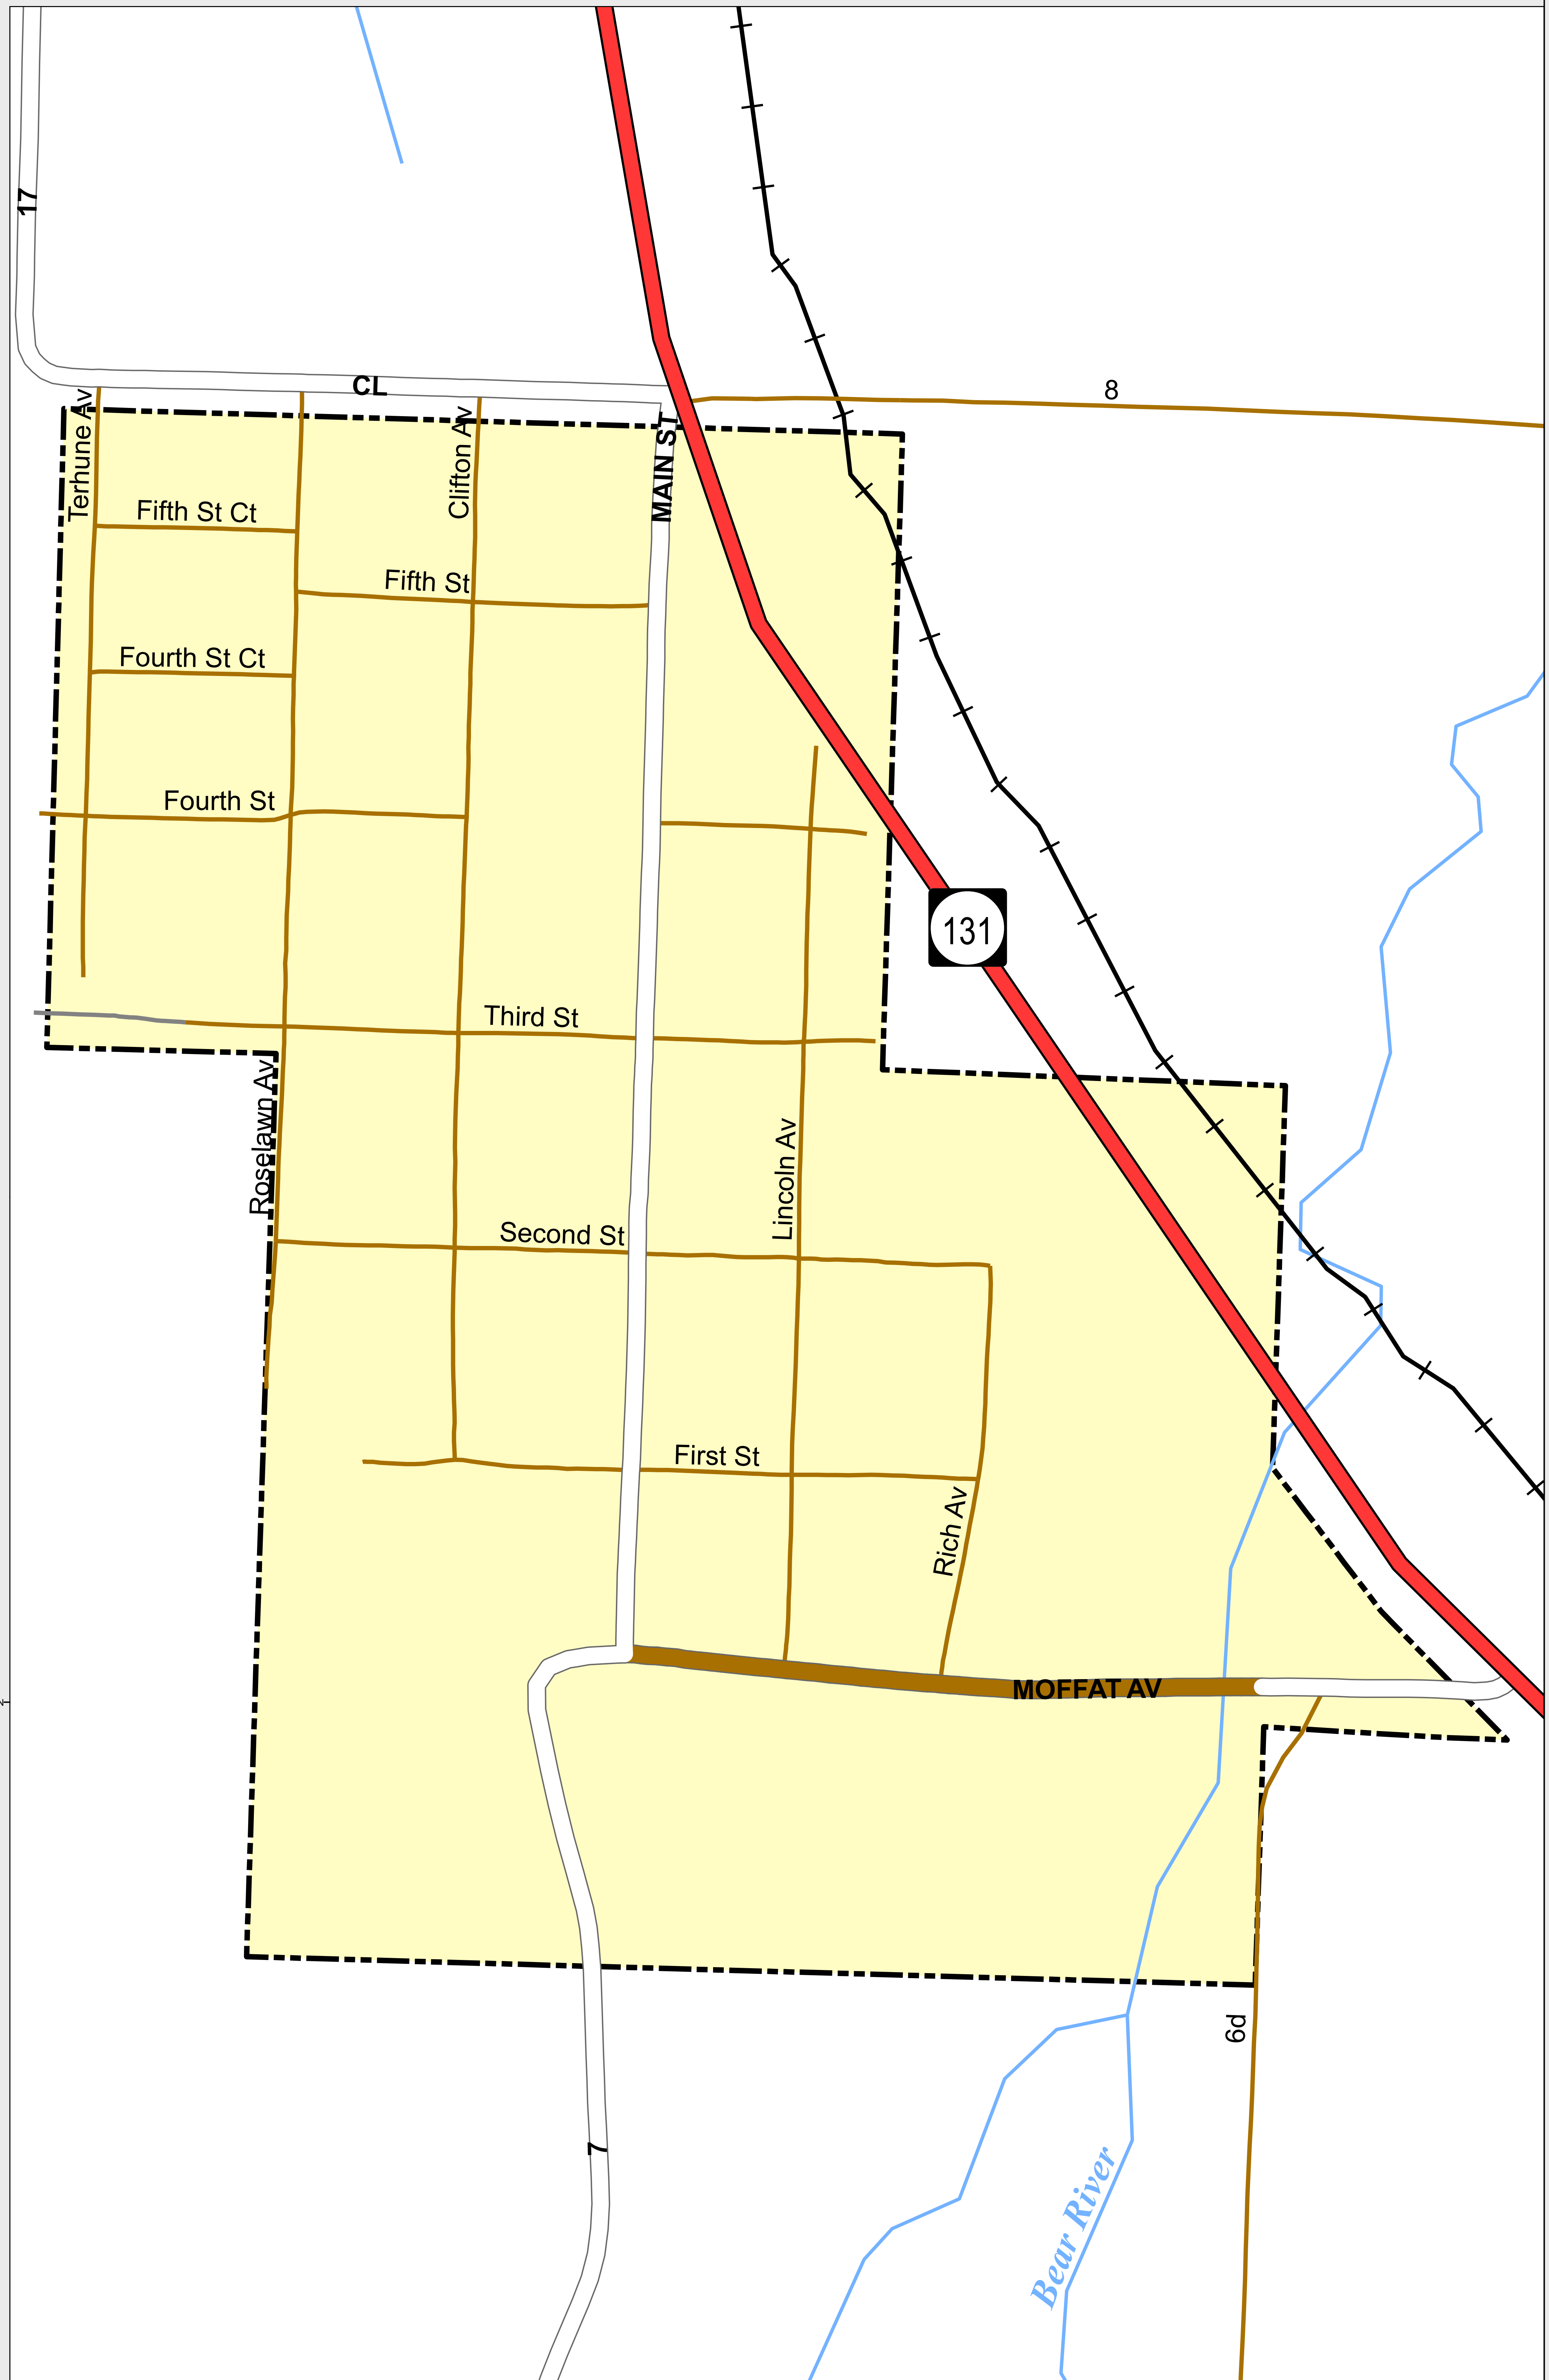 17
CL
8
Terhune Av
Clifton Av
MAIN ST
Fifth St Ct
Fifth St
Fourth St Ct
Fourth St
131
Third St
Roselawn Av
Lincoln Av
Second St
First St
Rich Av
MOFFAT AV
6d
7
Bear River